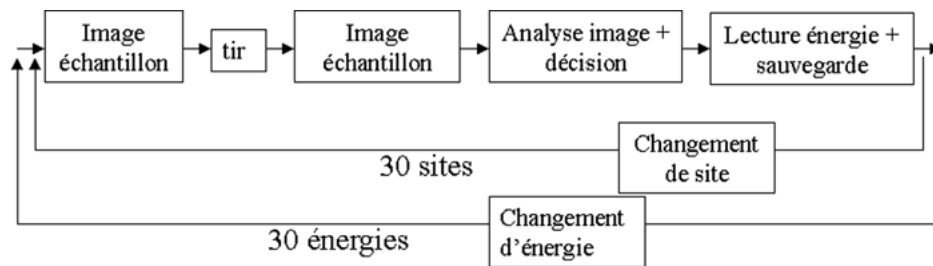 Image
échantillon
tir
Image
échantillon
Analyse image +
décision
Lecture énergie +
sauvegarde
Changement
de site
30 sites
Changement
d'énergie
30 énergies